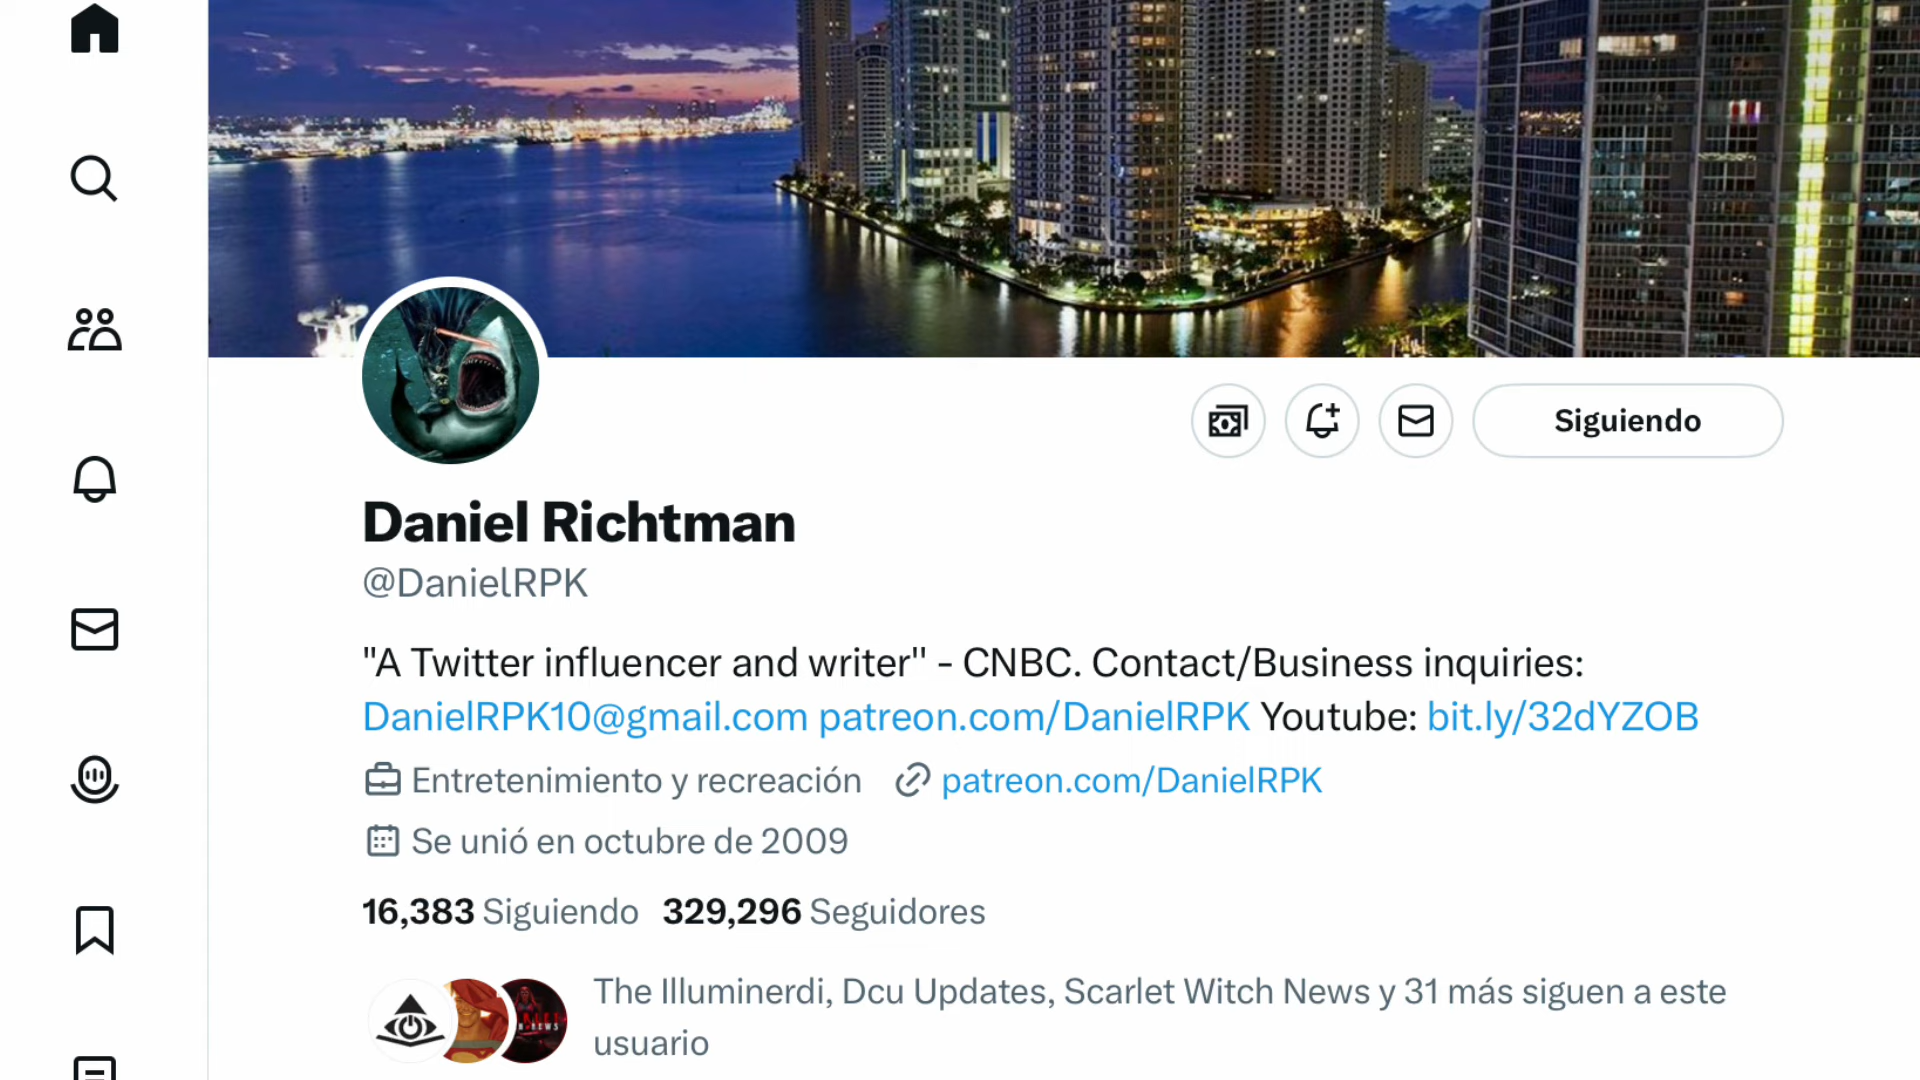 Siguiendo
Daniel Richtman
@DanielRPK
"A Twitter influencer and writer" - CNBC. Contact/Business inquiries:
DanielRPK10@gmail.com patreon.com/DanielRPK Youtube: bit.ly/32dYZOB
Entretenimiento y recreación patreon.com/DanielRPK
Se unió en octubre de 2009
16,383 Siguiendo 329,296 Seguidores
The Illuminerdi, Dcu Updates, Scarlet Witch News y 31 más siguen a este
usuario